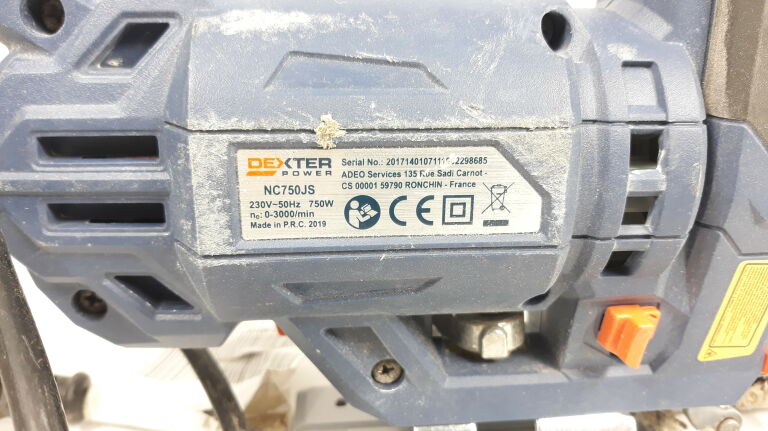 DEXTER
POWER
NC750JS
230V~50Hz 750W
n₀: 0-3000/min
Made in P.R.C. 2019
Serial No.:
ADEO Services 135 Rue Sadi Carnot -
CS 00001 59790 RONCHIN - France
CE